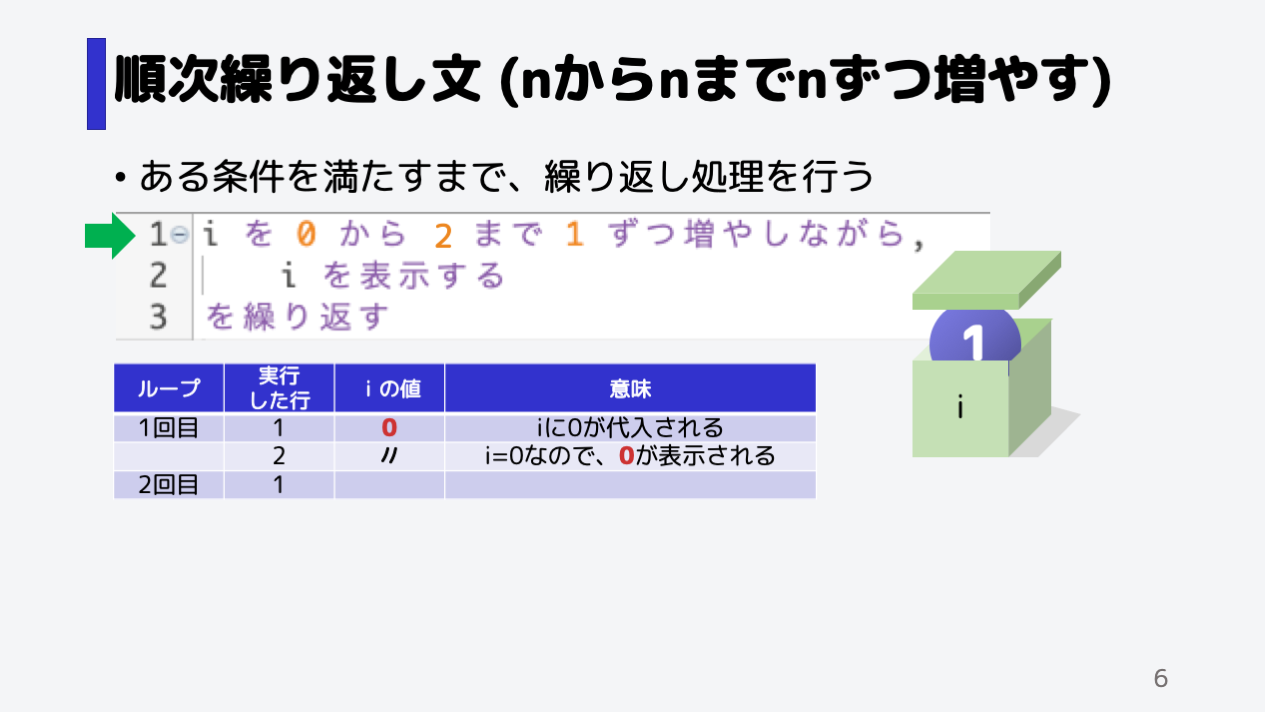 順次繰り返し文 (nからnまでnずつ増やす)
• ある条件を満たすまで、繰り返し処理を行う
1 i を 0 から 2 まで 1 ずつ増やしながら,
2 i を表示する
3 を繰り返す
1
i
ループ 実行した行 i の値 意味
1回目 1 0 iに0が代入される
2 〃 i=0なので、0が表示される
2回目 1
6